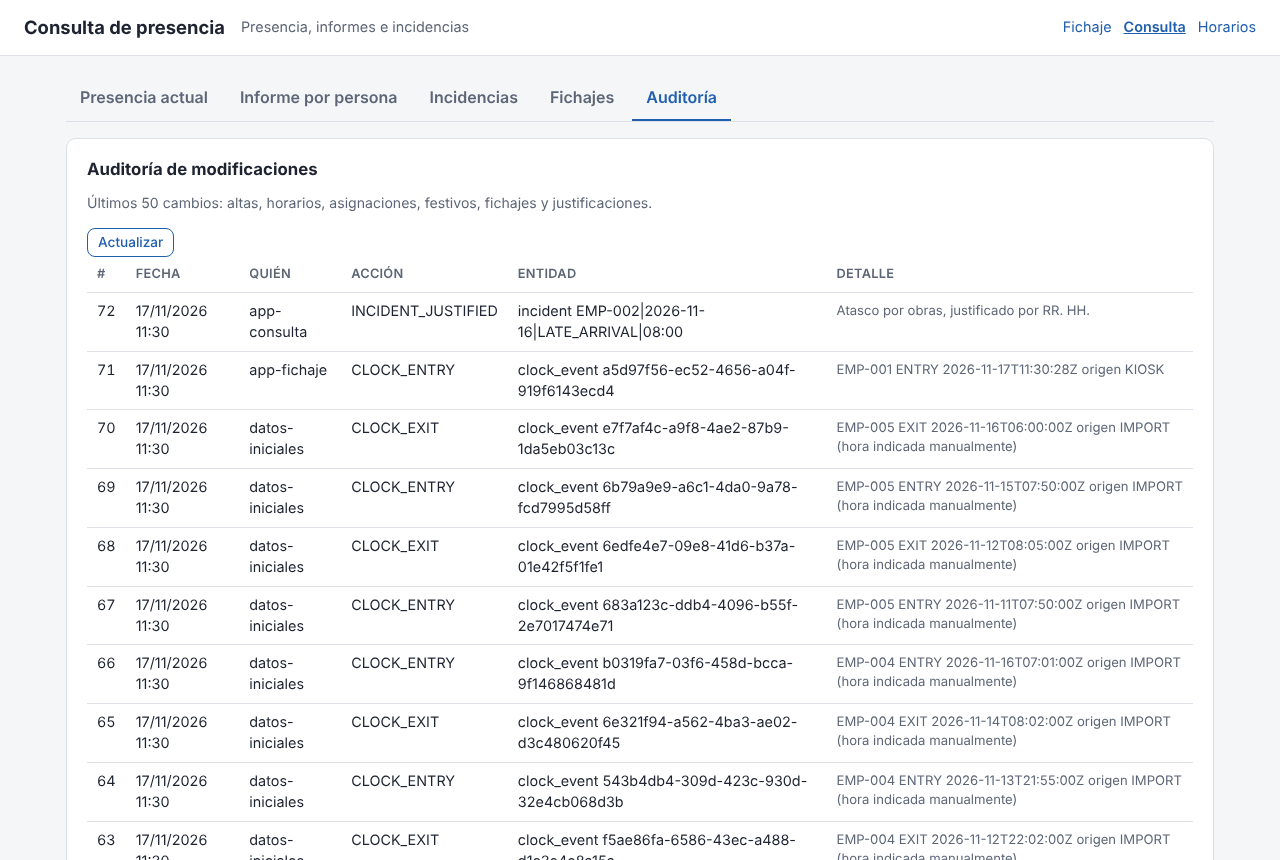 Consulta de presencia Presencia, informes e incidencias Fichaje Consulta Horarios
Presencia actual Informe por persona Incidencias Fichajes Auditoría
Auditoría de modificaciones
Últimos 50 cambios: altas, horarios, asignaciones, festivos, fichajes y justificaciones.
Actualizar
# FECHA QUIÉN ACCIÓN ENTIDAD DETALLE
72 17/11/2026 app- INCIDENT_JUSTIFIED incident EMP-002|2026-11- Atasco por obras, justificado por RR. HH.
11:30 consulta 16|LATE_ARRIVAL|08:00
71 17/11/2026 app-fichaje CLOCK_ENTRY clock_event a5d97f56-ec52-4656-a04f- EMP-001 ENTRY 2026-11-17T11:30:28Z origen KIOSK
11:30 919f6143ecd4
70 17/11/2026 datos- CLOCK_EXIT clock_event e7f7af4c-a9f8-4ae2-87b9- EMP-005 EXIT 2026-11-16T06:00:00Z origen IMPORT
11:30 iniciales 1da5eb03c13c (hora indicada manualmente)
69 17/11/2026 datos- CLOCK_ENTRY clock_event 6b79a9e9-a6c1-4da0-9a78- EMP-005 ENTRY 2026-11-15T07:50:00Z origen IMPORT
11:30 iniciales fcd7995d58ff (hora indicada manualmente)
68 17/11/2026 datos- CLOCK_EXIT clock_event 6edfe4e7-09e8-41d6-b37a- EMP-005 EXIT 2026-11-12T08:05:00Z origen IMPORT
11:30 iniciales 01e42f5f1fe1 (hora indicada manualmente)
67 17/11/2026 datos- CLOCK_ENTRY clock_event 683a123c-ddb4-4096-b55f- EMP-005 ENTRY 2026-11-11T07:50:00Z origen IMPORT
11:30 iniciales 2e7017474e71 (hora indicada manualmente)
66 17/11/2026 datos- CLOCK_ENTRY clock_event b0319fa7-03f6-458d-bcca- EMP-004 ENTRY 2026-11-16T07:01:00Z origen IMPORT
11:30 iniciales 9f146868481d (hora indicada manualmente)
65 17/11/2026 datos- CLOCK_EXIT clock_event 6e321f94-a562-4ba3-ae02- EMP-004 EXIT 2026-11-14T08:02:00Z origen IMPORT
11:30 iniciales d3c480620f45 (hora indicada manualmente)
64 17/11/2026 datos- CLOCK_ENTRY clock_event 543b4db4-309d-423c-930d- EMP-004 ENTRY 2026-11-13T21:55:00Z origen IMPORT
11:30 iniciales 32e4cb068d3b (hora indicada manualmente)
63 17/11/2026 datos- CLOCK_EXIT clock_event f5ae86fa-6586-43ec-a488- EMP-004 EXIT 2026-11-12T22:02:00Z origen IMPORT
11:30 iniciales (hora indicada manualmente)